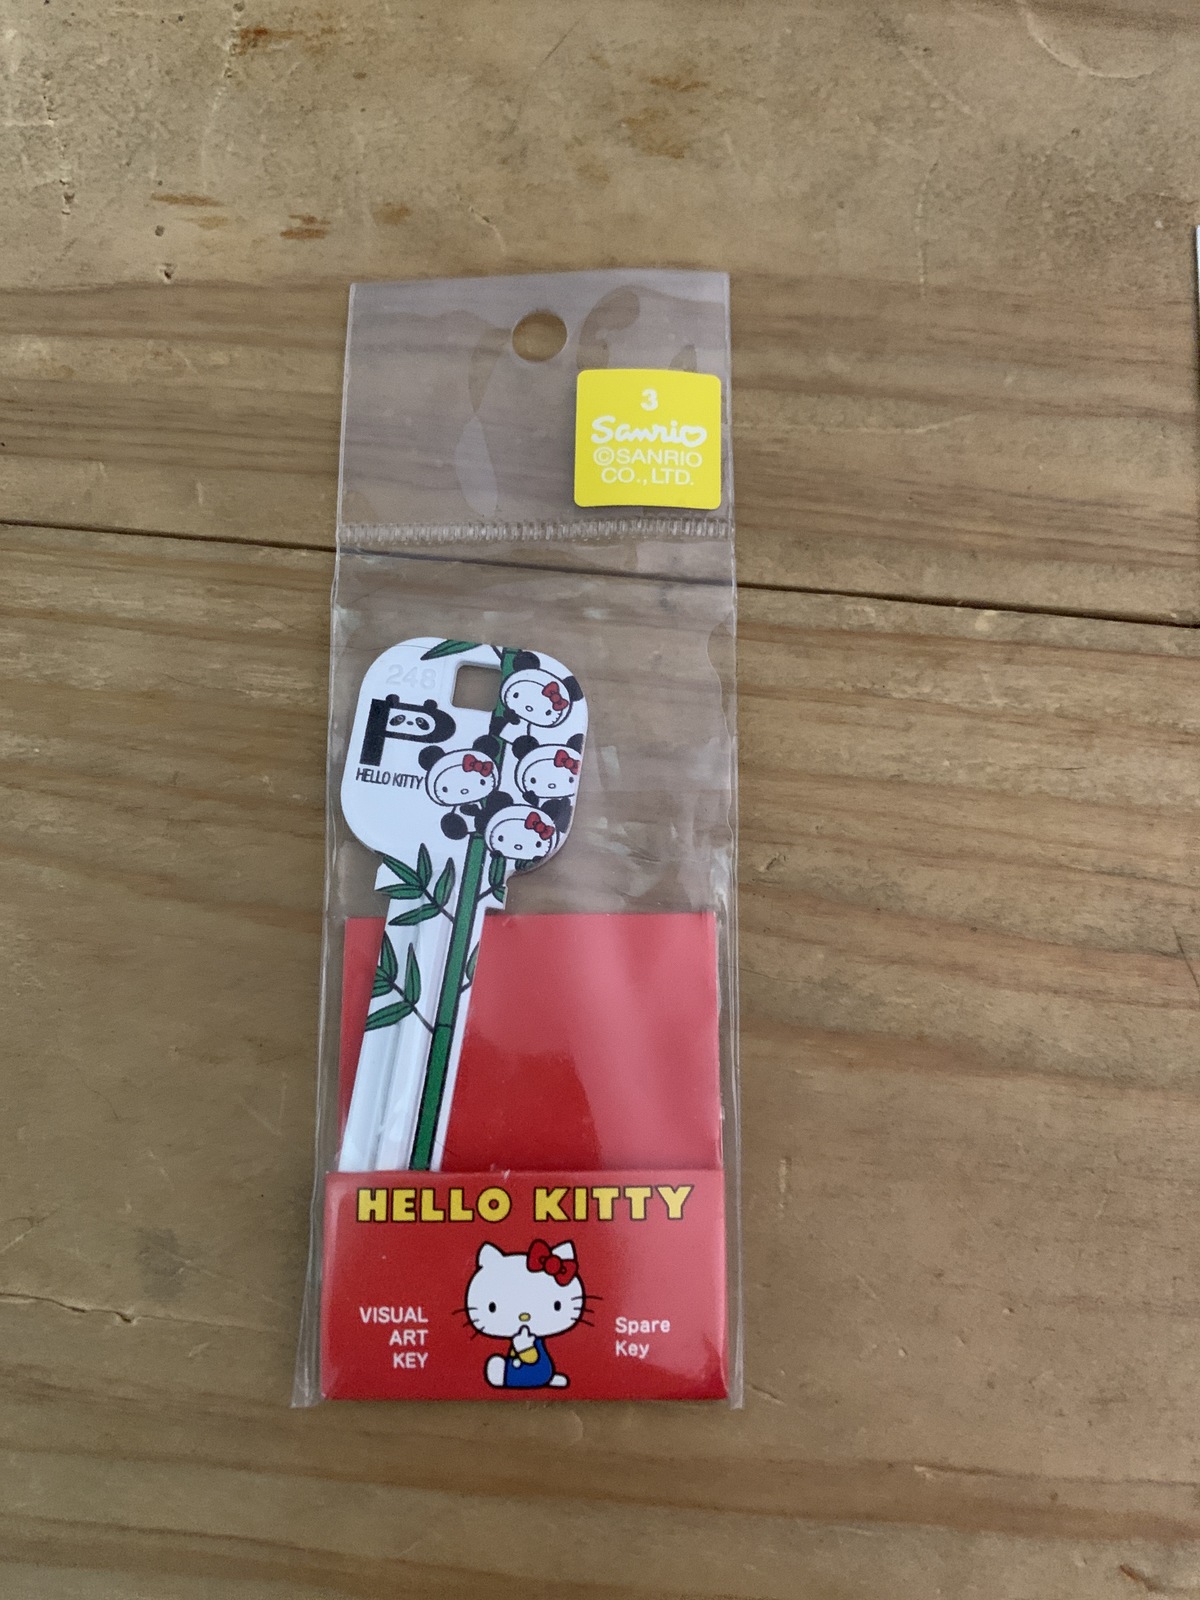 3
Sanrio
©SANRIO
CO.,LTD.
248
P
HELLO KITTY
HELLO KITTY
VISUAL
ART
KEY
Spare
Key